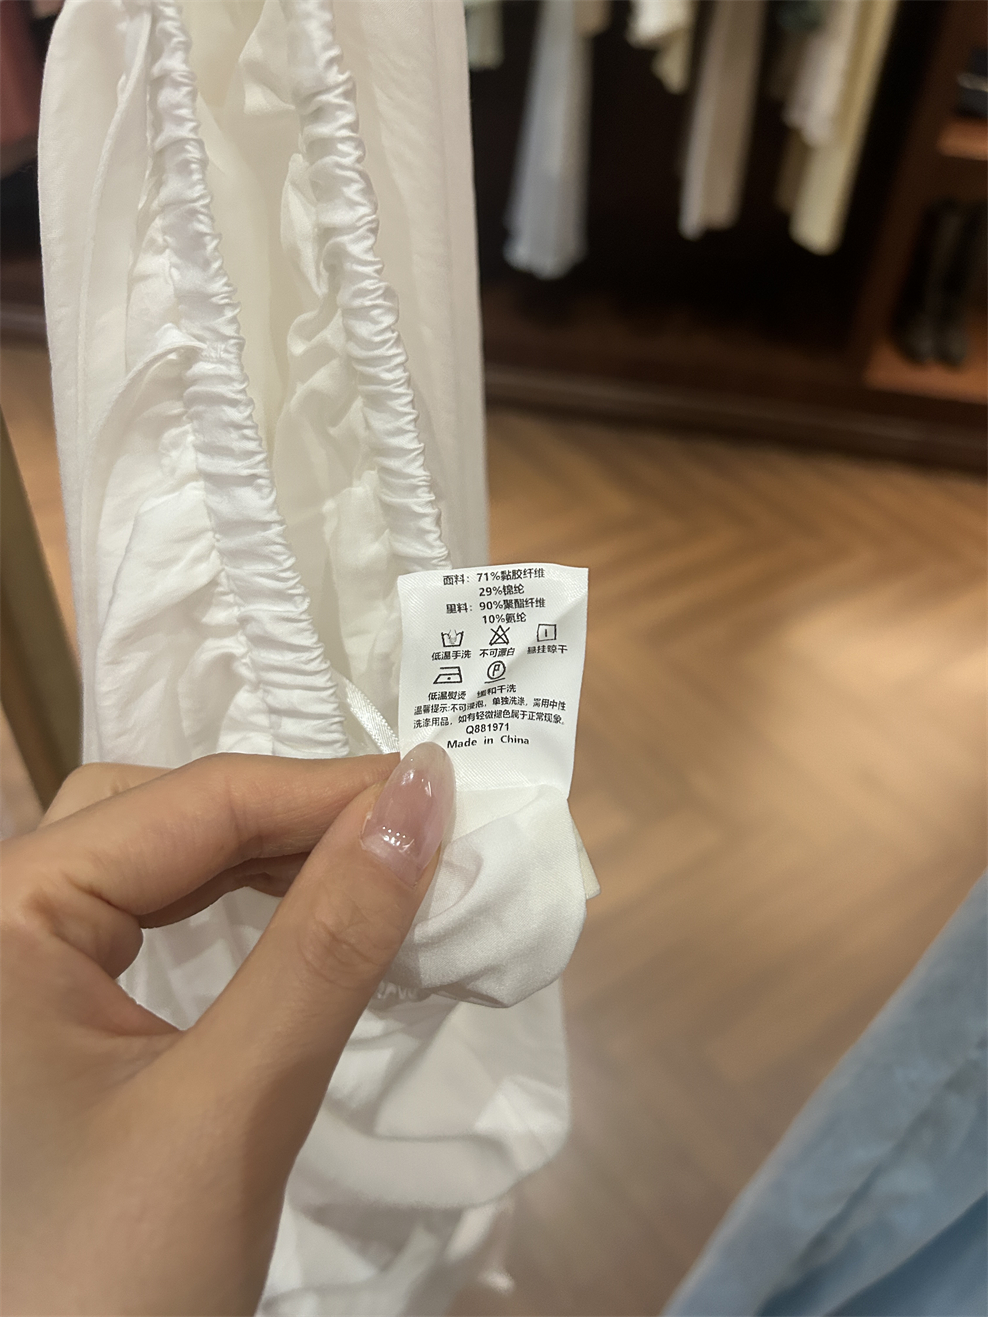 面料：71%黏胶纤维
29%锦纶
里料：90%聚酯纤维
10%氨纶
低温手洗 不可漂白 悬挂晾干
P
低温熨烫 缓和干洗
温馨提示:不可浸泡，单独洗涤，需用中性
洗涤用品，如有轻微褪色属于正常现象。
Q881971
Made in China